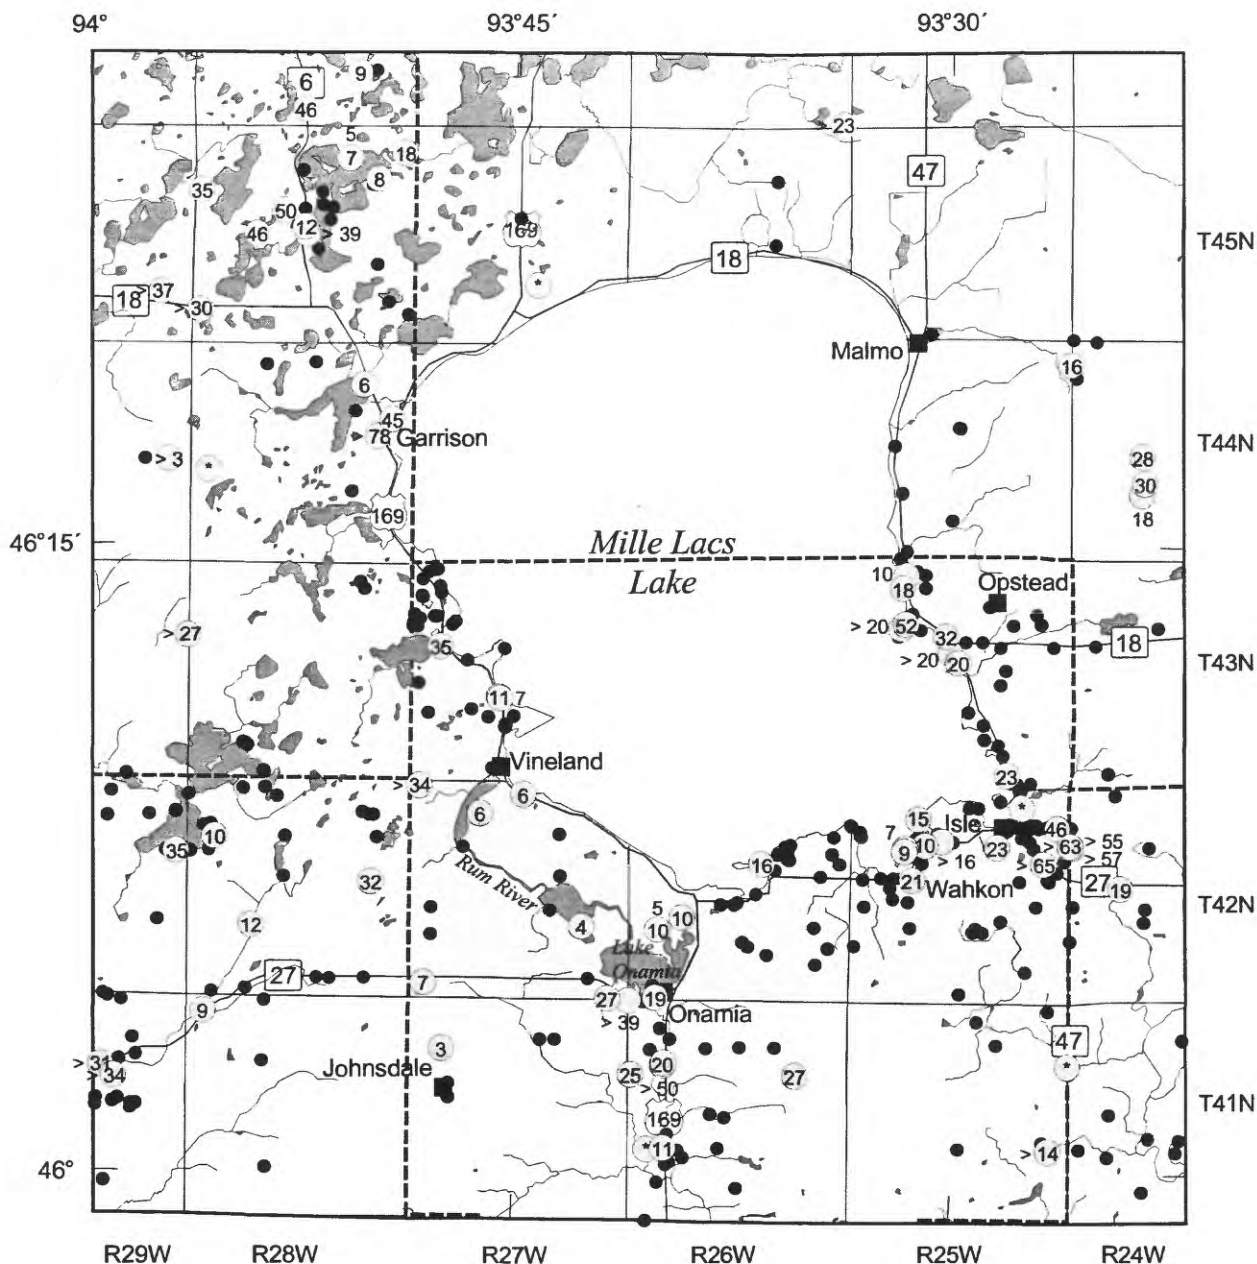 94° 93°45´ 93°30´
6 9
46
5 23
7 18
8 47
35
50
12 169
46 > 39 T45N
18
*
18 > 37
> 30
Malmo
16
6
45
> 78 Garrison T44N
> 3 * 28
30
18
169
46°15´ Mille Lacs
Lake
10 Opstead
18
> 20 52 32
> 27 18
35 > 20 20 T43N
11 7
Vineland
23
> 34
6
6 *
15 Isle 46
7
10 10 > 63 > 55
35 9 23 > 57
16 > 16 > 65
32 21 Wahkon 27 19
Rum River
5 10 T42N
12 4 10
Lake
Onamia
27
7
27 19
9 Onamia
> 39
47
3
> 31 20
> 34 Johnsdale 25 27 *
> 50
T41N
169
* 11 > 14
46°
R29W R28W R27W R26W R25W R24W